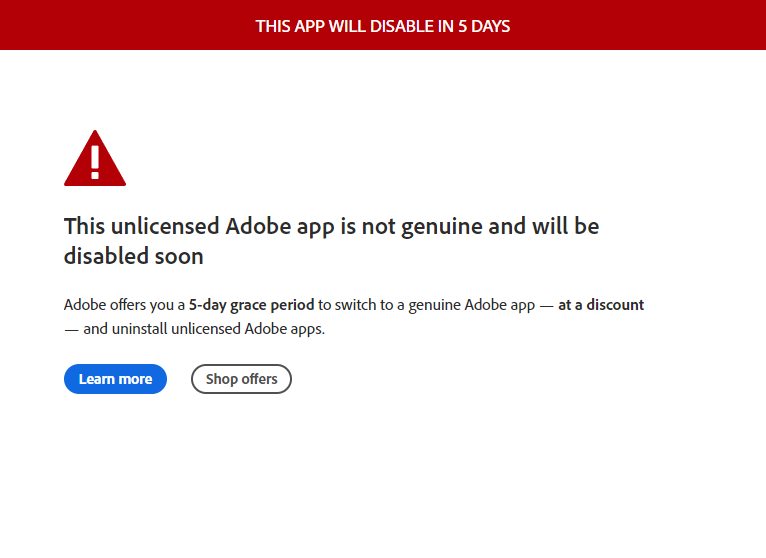 THIS APP WILL DISABLE IN 5 DAYS
This unlicensed Adobe app is not genuine and will be
disabled soon
Adobe offers you a 5-day grace period to switch to a genuine Adobe app — at a discount
— and uninstall unlicensed Adobe apps.
Learn more
Shop offers